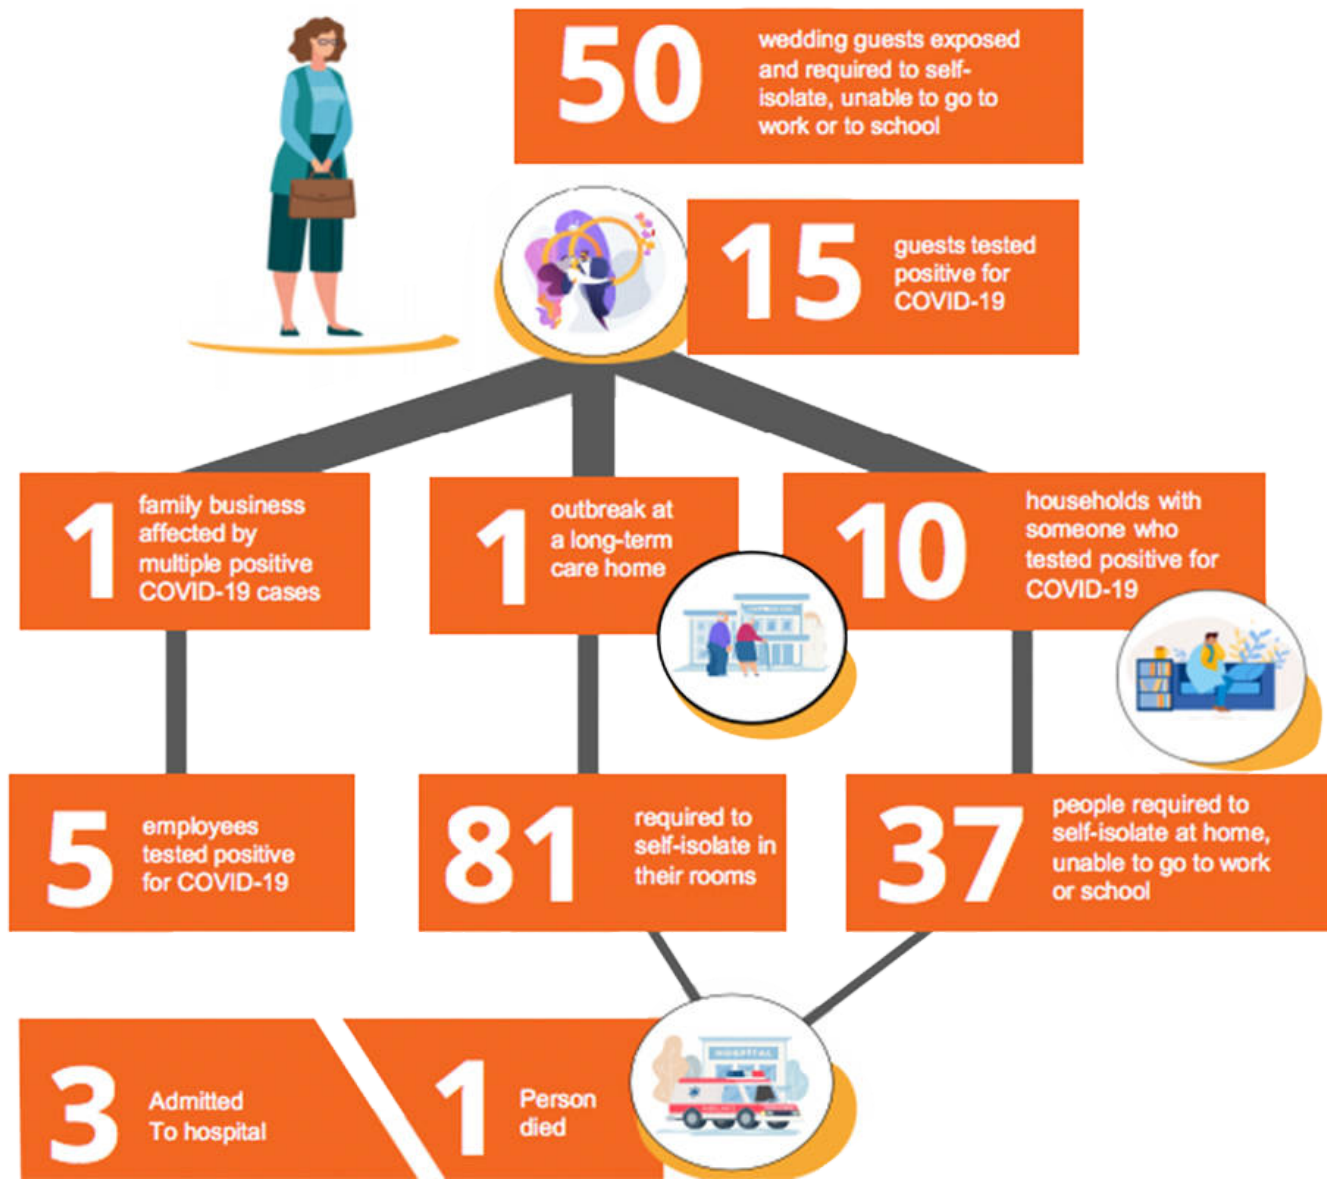 50
wedding guests exposed
and required to self-
isolate, unable to go to
work or to school
15
guests tested
positive for
COVID-19
1
family business
affected by
multiple positive
COVID-19 cases
1
outbreak at
a long-term
care home
10
households with
someone who
tested positive for
COVID-19
5
employees
tested positive
for COVID-19
81
required to
self-isolate in
their rooms
37
people required to
self-isolate at home,
unable to go to work
or school
3
Admitted
To hospital
1
Person
died
HOSPITAL